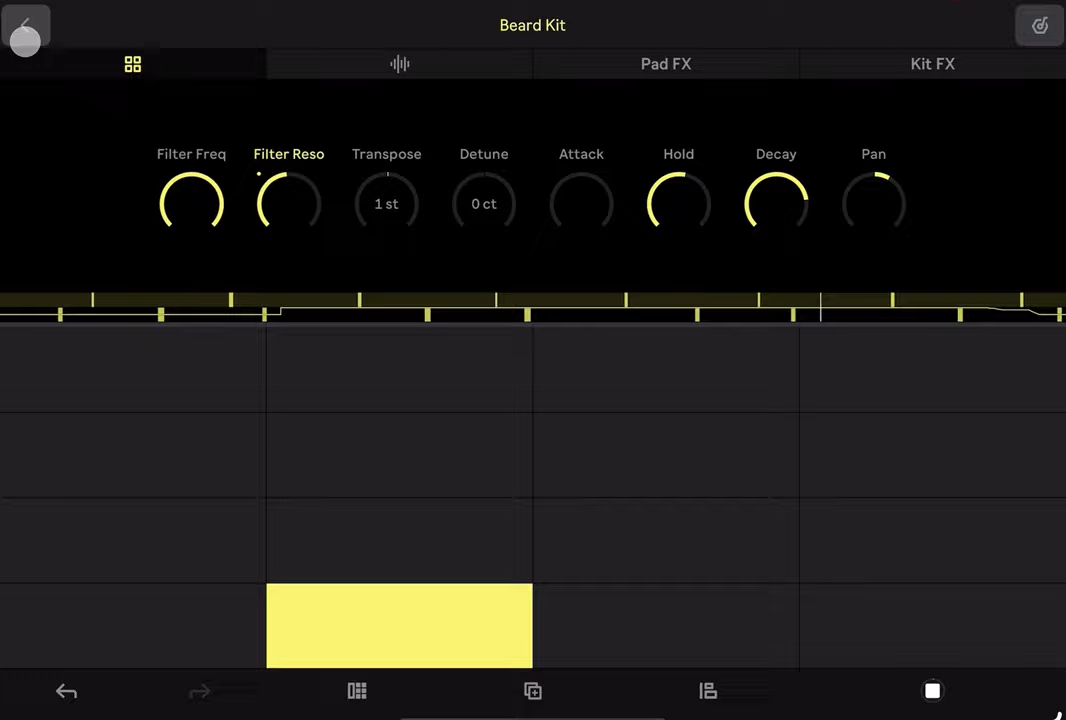 Beard Kit
Pad FX
Kit FX
Filter Freq
Filter Reso
Transpose
Detune
Attack
Hold
Decay
Pan
1 st
0 ct